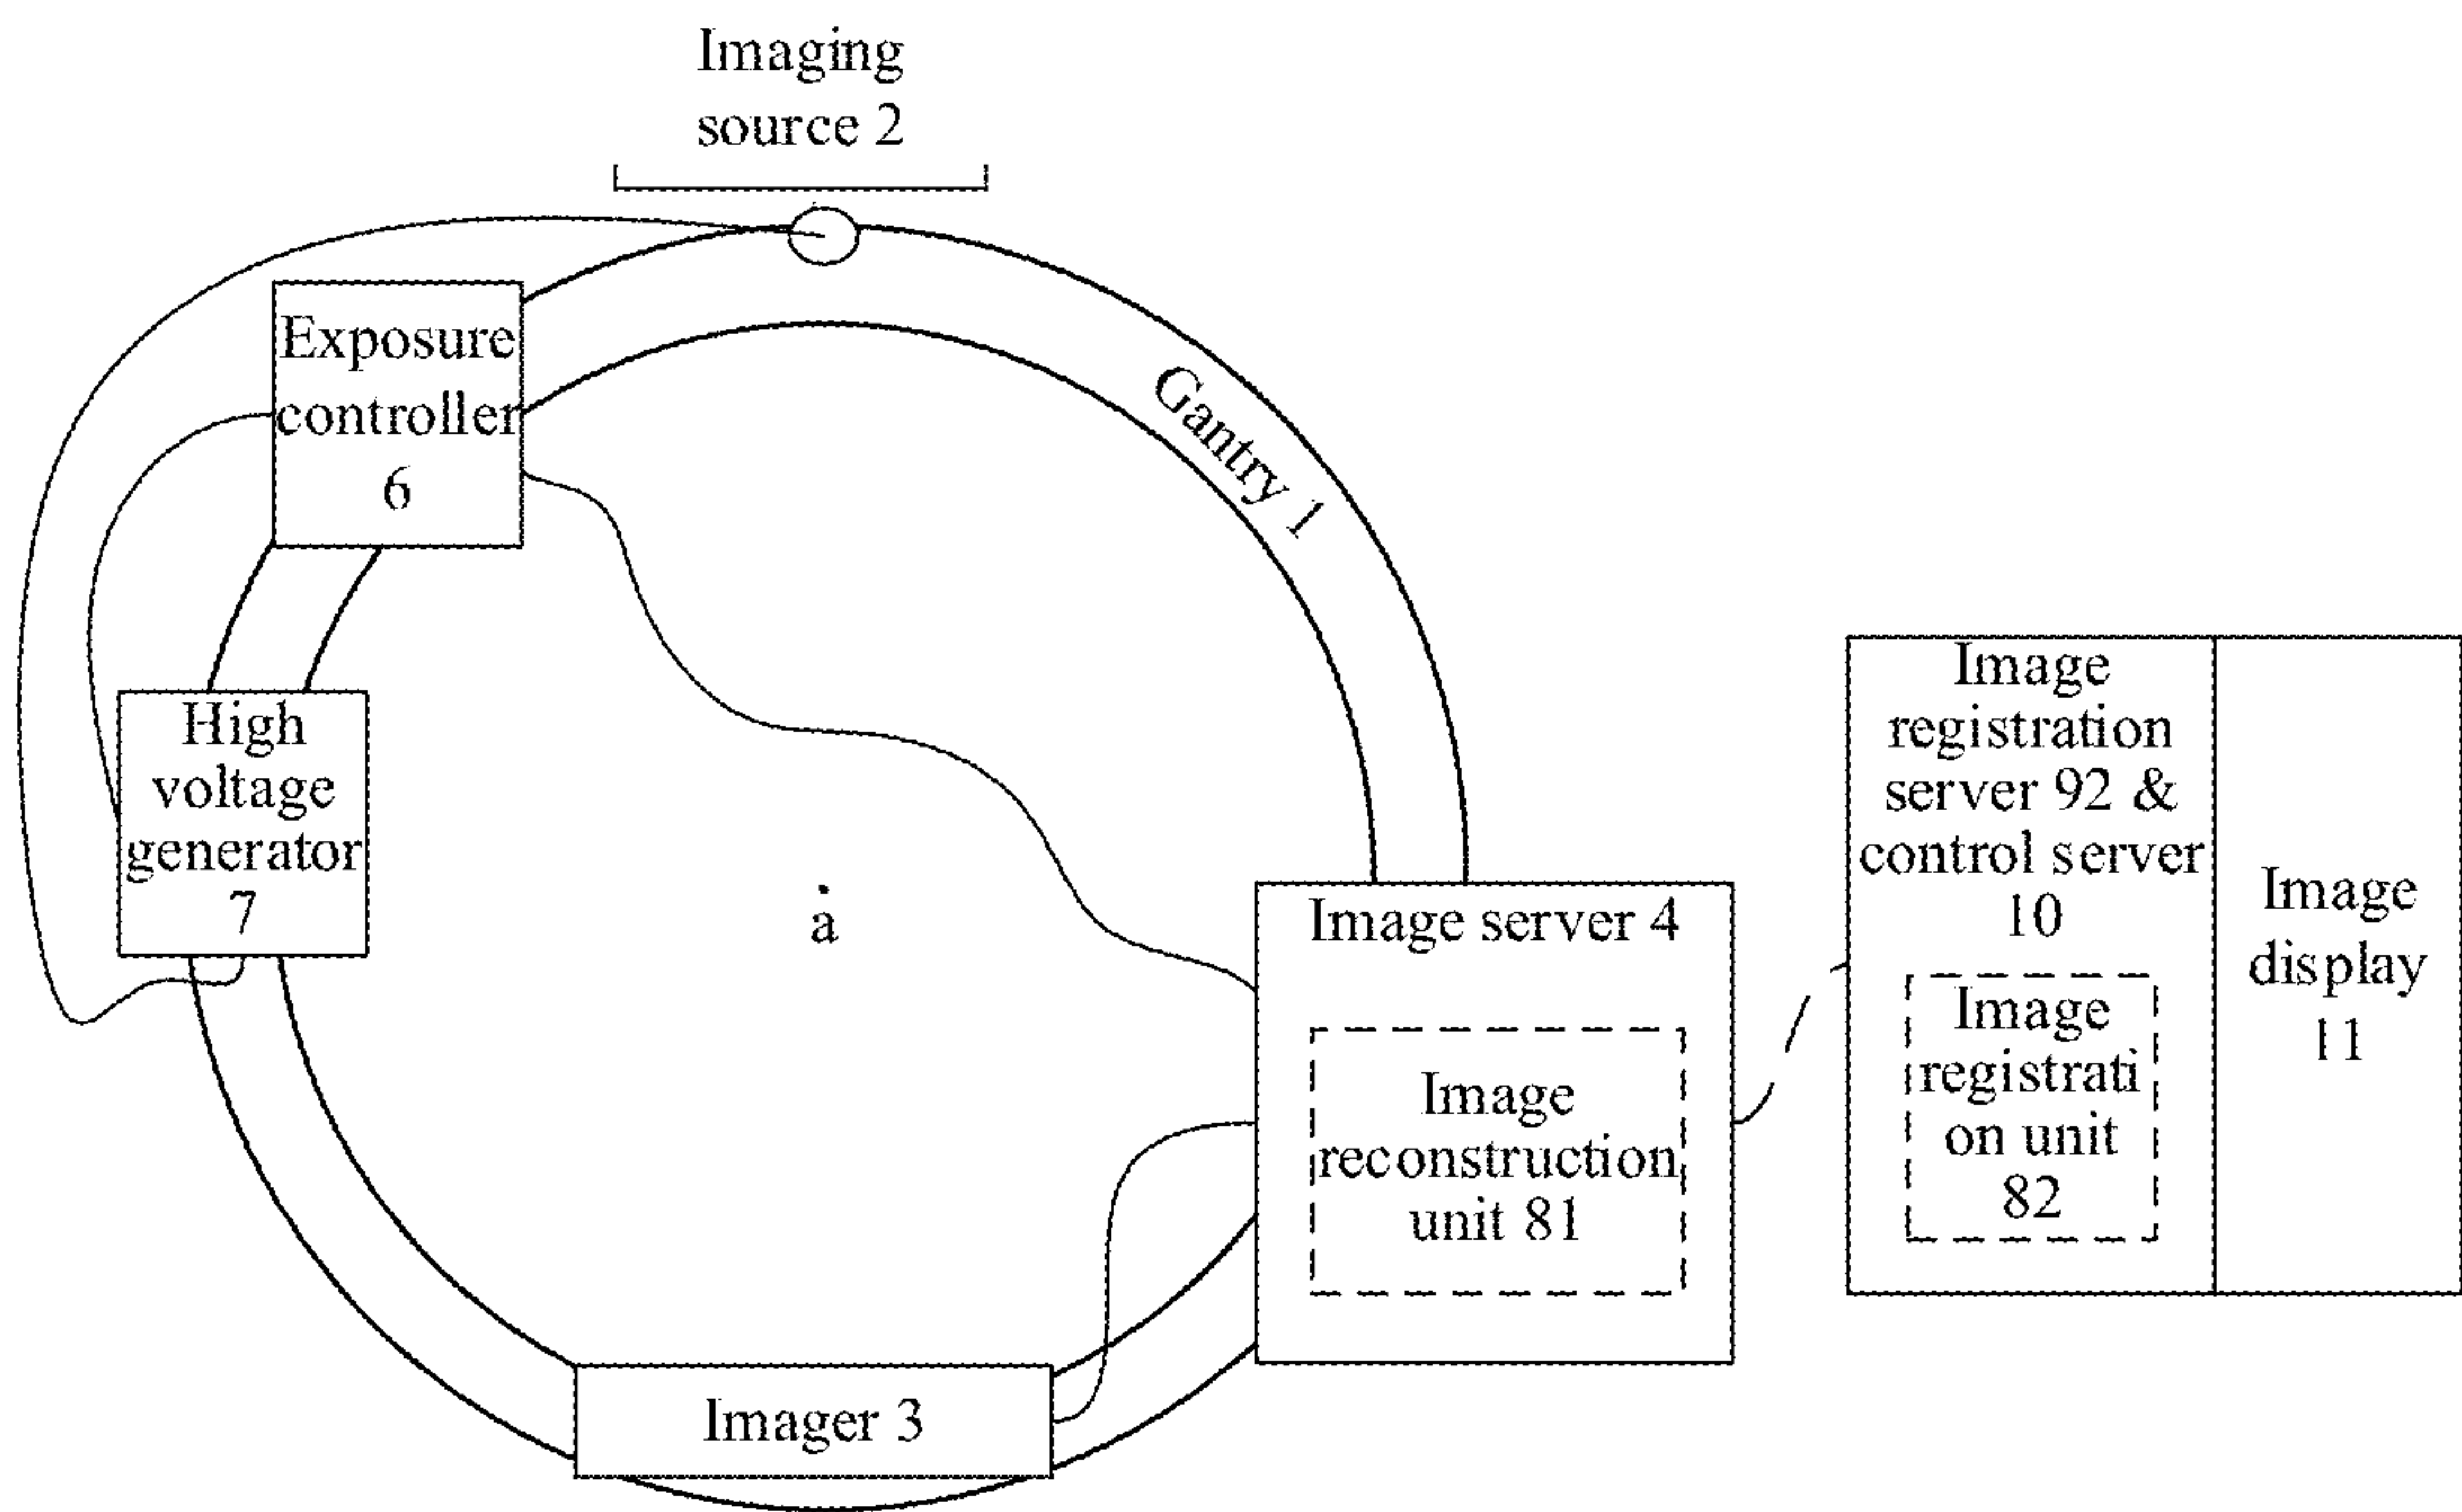 Imaging
source 2
Exposure
controller
6
Gantry 1
High
voltage
generator
7
a
Image server 4
Image
reconstruction
unit 81
Imager 3
Image
registration
server 92 &
control server
10
Image
registrati
on unit
82
Image
display
11